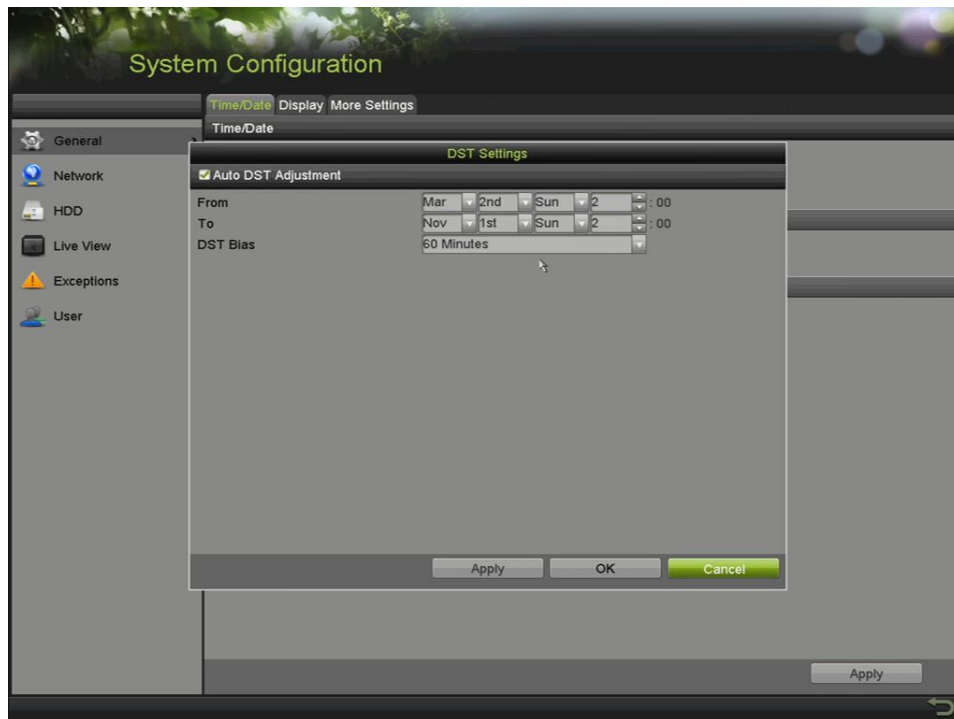 System Configuration
Time/Date Display More Settings
Time/Date
General
Network
HDD
Live View
Exceptions
User
DST Settings
Auto DST Adjustment
From Mar 2nd Sun 2 : 00
To Nov 1st Sun 2 : 00
DST Bias 60 Minutes
Apply OK Cancel
Apply